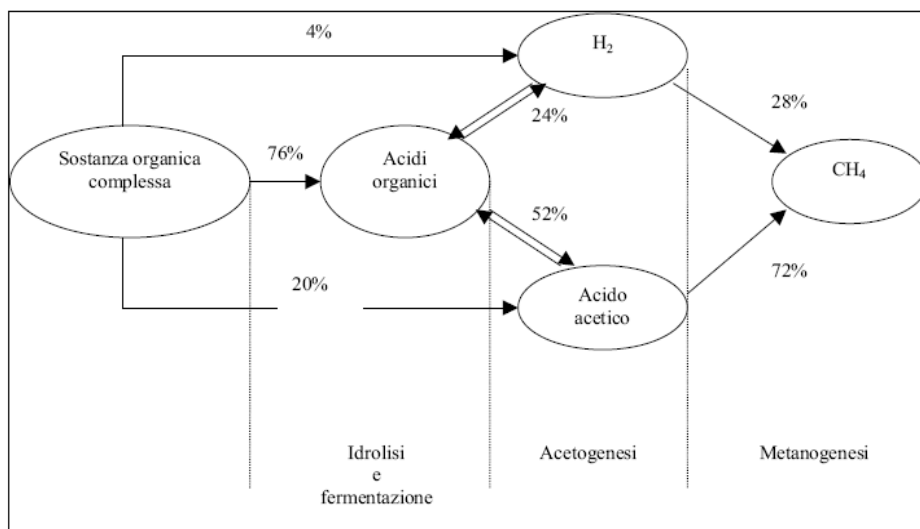 4%
H₂
24%
28%
Sostanza organica
complessa
76%
Acidi
organici
CH₄
52%
20%
Acido
acetico
72%
Idrolisi
e
fermentazione
Acetogenesi
Metanogenesi